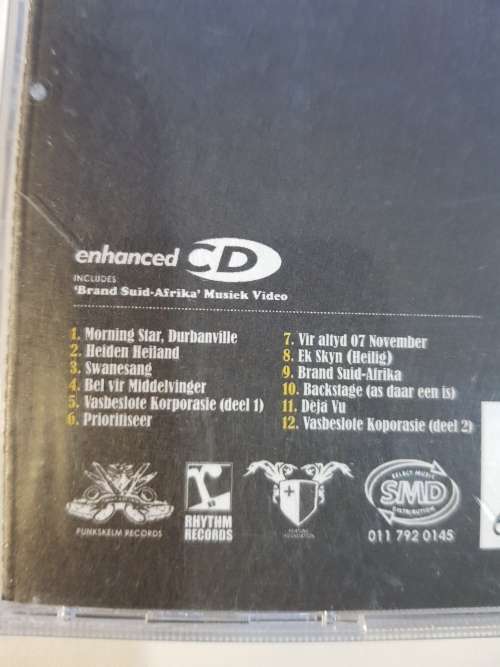 enhanced CD
INCLUDES
'Brand Suid-Afrika' Musiek Video
1. Morning Star, Durbanville
2. Heiden Heiland
3. Swanesang
4. Bel vir Middelvinger
5. Vasbeslote Korporasie (deel 1)
6. Prioritiseer
7. Vir altyd 07 November
8. Ek Skyn (Heilig)
9. Brand Suid-Afrika
10. Backstage (as daar een is)
11. Deja Vu
12. Vasbeslote Koporasie (deel 2)
PUNKSKELM RECORDS
r.
RHYTHM
RECORDS
SELECT MUSIC
SMD
DISTRIBUTION
011 792 0145